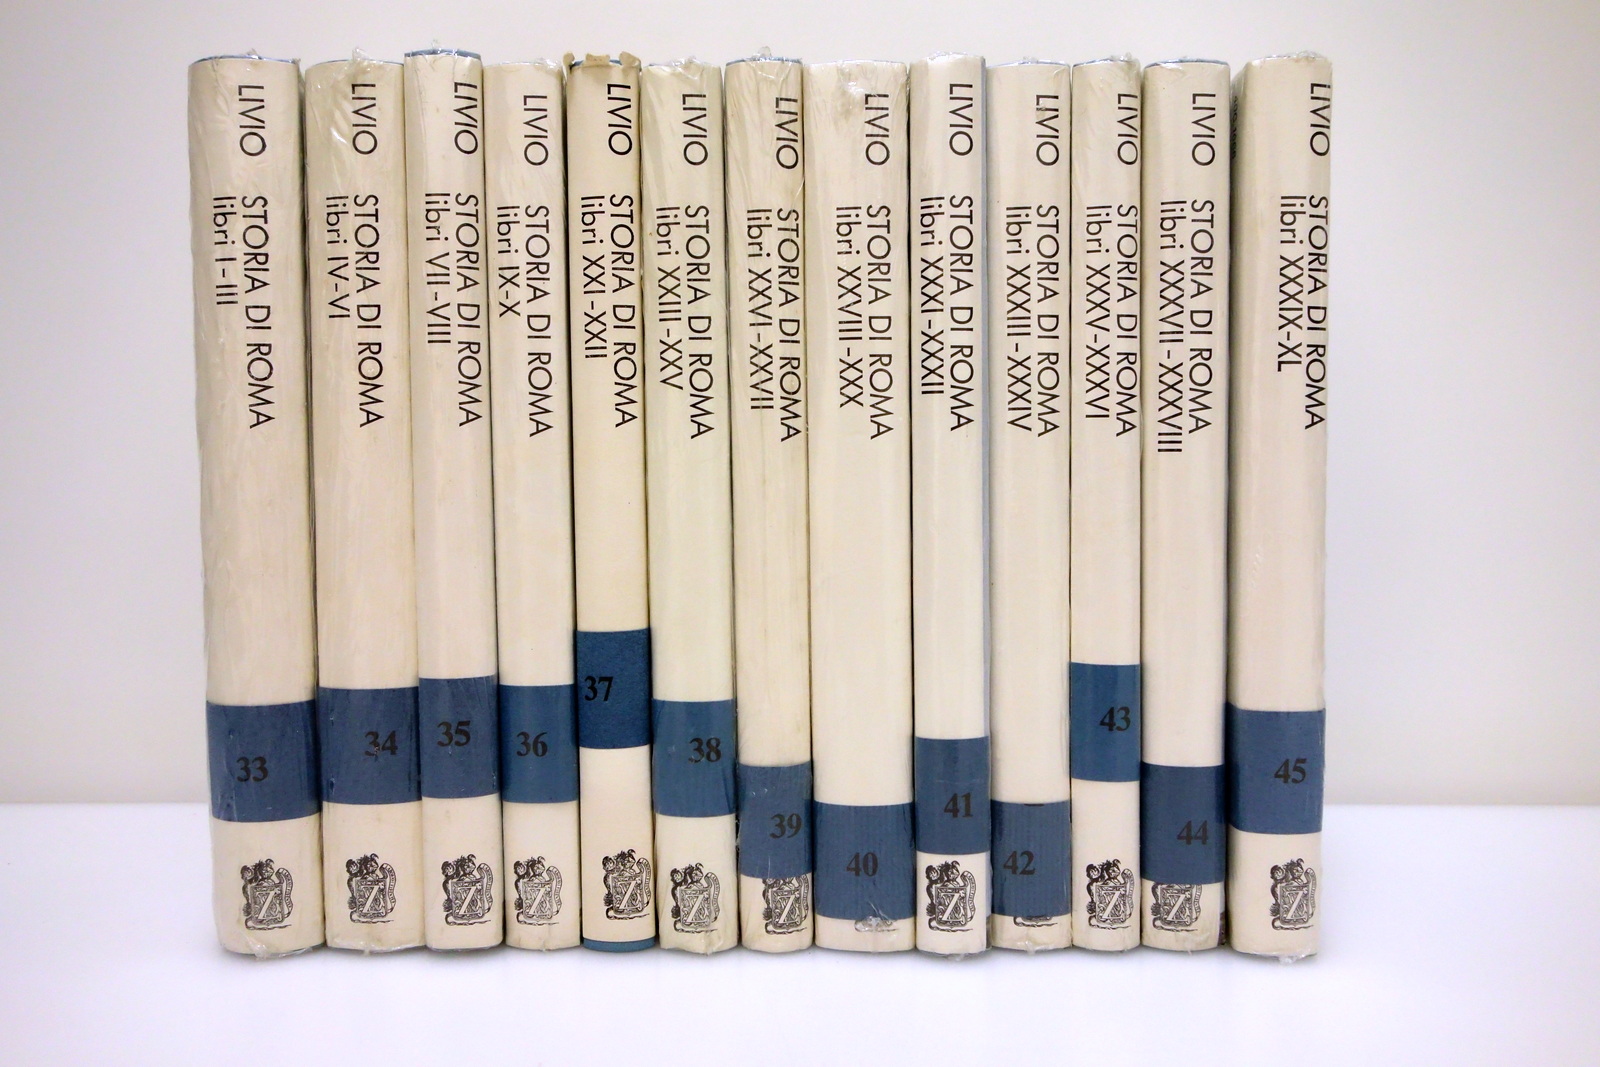 LIVIO
STORIA DI ROMA
libri I-III
33
Z
LIVIO
STORIA DI ROMA
libri IV-VI
34
Z
LIVIO
STORIA DI ROMA
libri VII-VIII
35
Z
LIVIO
STORIA DI ROMA
libri IX-X
36
Z
LIVIO
STORIA DI ROMA
libri XXI-XXII
37
Z
LIVIO
STORIA DI ROMA
libri XXIII-XXV
38
Z
LIVIO
STORIA DI ROMA
libri XXVI-XXVII
39
Z
LIVIO
STORIA DI ROMA
libri XXVIII-XXX
40
LIVIO
STORIA DI ROMA
libri XXXI-XXXII
41
Z
LIVIO
STORIA DI ROMA
libri XXXIII-XXXIV
42
LIVIO
STORIA DI ROMA
libri XXXV-XXXVI
43
Z
LIVIO
STORIA DI ROMA
libri XXXVII-XXXVIII
44
Z
LIVIO
STORIA DI ROMA
libri XXXIX-XL
45
Z